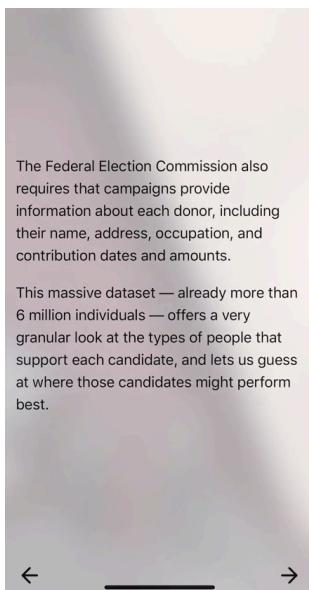 The Federal Election Commission also
requires that campaigns provide
information about each donor, including
their name, address, occupation, and
contribution dates and amounts.
This massive dataset — already more than
6 million individuals — offers a very
granular look at the types of people that
support each candidate, and lets us guess
at where those candidates might perform
best.